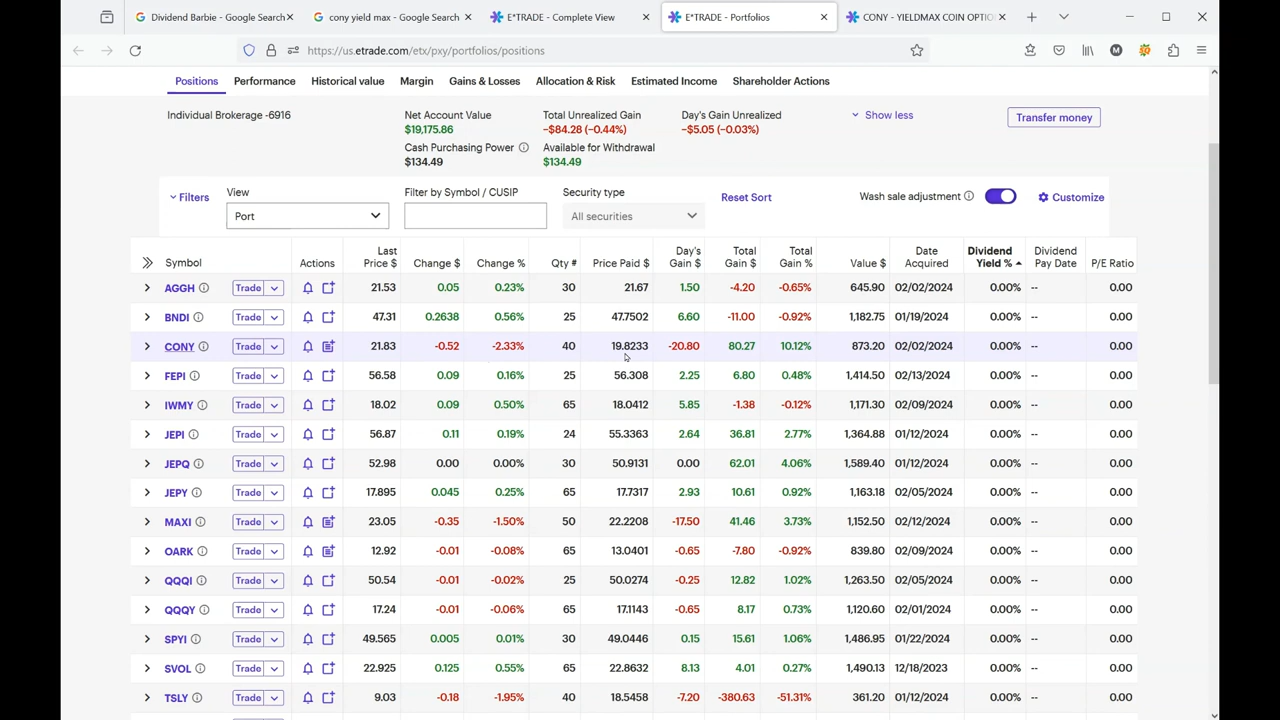 Dividend Barbie - Google Search
cony yield max - Google Search
E*TRADE - Complete View
E*TRADE - Portfolios
CONY - YIELDMAX COIN OPTIO
https://us.etrade.com/etx/pxy/portfolios/positions
Positions Performance Historical value Margin Gains & Losses Allocation & Risk Estimated Income Shareholder Actions
Individual Brokerage -6916
Net Account Value Total Unrealized Gain Day's Gain Unrealized Show less Transfer money
$19,175.86 -$84.28 (-0.44%) -$5.05 (-0.03%)
Cash Purchasing Power Available for Withdrawal
$134.49 $134.49
Filters View Filter by Symbol / CUSIP Security type Reset Sort Wash sale adjustment Customize
Port All securities
Symbol Actions Last Price $ Change $ Change % Qty # Price Paid $ Day's Gain $ Total Gain $ Total Gain % Value $ Date Acquired Dividend Yield % Dividend Pay Date P/E Ratio
AGGH Trade 21.53 0.05 0.23% 30 21.67 1.50 -4.20 -0.65% 645.90 02/02/2024 0.00% -- 0.00
BNDI Trade 47.31 0.2638 0.56% 25 47.7502 6.60 -11.00 -0.92% 1,182.75 01/19/2024 0.00% -- 0.00
CONY Trade 21.83 -0.52 -2.33% 40 19.8233 -20.80 80.27 10.12% 873.20 02/02/2024 0.00% -- 0.00
FEPI Trade 56.58 0.09 0.16% 25 56.308 2.25 6.80 0.48% 1,414.50 02/13/2024 0.00% -- 0.00
IWMY Trade 18.02 0.09 0.50% 65 18.0412 5.85 -1.38 -0.12% 1,171.30 02/09/2024 0.00% -- 0.00
JEPI Trade 56.87 0.11 0.19% 24 55.3363 2.64 36.81 2.77% 1,364.88 01/12/2024 0.00% -- 0.00
JEPQ Trade 52.98 0.00 0.00% 30 50.9131 0.00 62.01 4.06% 1,589.40 01/12/2024 0.00% -- 0.00
JEPY Trade 17.895 0.045 0.25% 65 17.7317 2.93 10.61 0.92% 1,163.18 02/05/2024 0.00% -- 0.00
MAXI Trade 23.05 -0.35 -1.50% 50 22.2208 -17.50 41.46 3.73% 1,152.50 02/12/2024 0.00% -- 0.00
OARK Trade 12.92 -0.01 -0.08% 65 13.0401 -0.65 -7.80 -0.92% 839.80 02/09/2024 0.00% -- 0.00
QQQI Trade 50.54 -0.01 -0.02% 25 50.0274 -0.25 12.82 1.02% 1,263.50 02/05/2024 0.00% -- 0.00
QQQY Trade 17.24 -0.01 -0.06% 65 17.1143 -0.65 8.17 0.73% 1,120.60 02/01/2024 0.00% -- 0.00
SPYI Trade 49.565 0.005 0.01% 30 49.0446 0.15 15.61 1.06% 1,486.95 01/22/2024 0.00% -- 0.00
SVOL Trade 22.925 0.125 0.55% 65 22.8632 8.13 4.01 0.27% 1,490.13 12/18/2023 0.00% -- 0.00
TSLY Trade 9.03 -0.18 -1.95% 40 18.5458 -7.20 -380.63 -51.31% 361.20 01/12/2024 0.00% -- 0.00